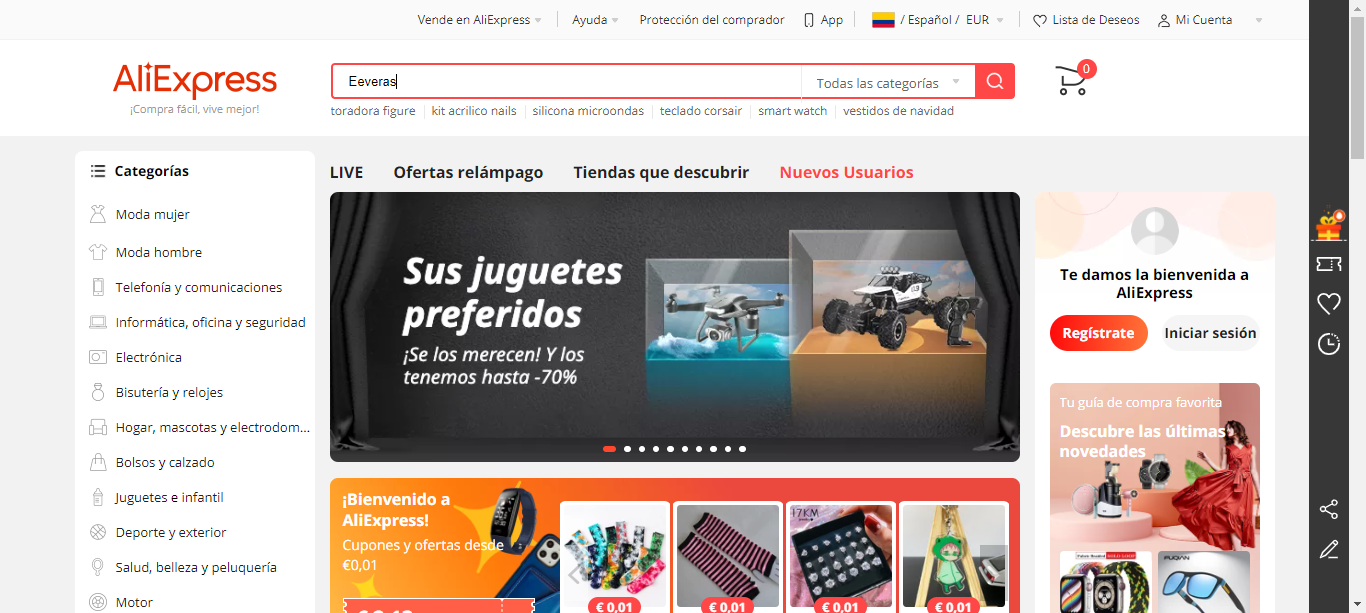 Vende en AliExpress
Ayuda
Protección del comprador
App
/ Español / EUR
Lista de Deseos
Mi Cuenta
AliExpress
¡Compra fácil, vive mejor!
Eeveras
Todas las categorías
0
toradora figure
kit acrilico nails
silicona microondas
teclado corsair
smart watch
vestidos de navidad
Categorías
Moda mujer
Moda hombre
Telefonía y comunicaciones
Informática, oficina y seguridad
Electrónica
Bisutería y relojes
Hogar, mascotas y electrodom...
Bolsos y calzado
Juguetes e infantil
Deporte y exterior
Salud, belleza y peluquería
Motor
LIVE
Ofertas relámpago
Tiendas que descubrir
Nuevos Usuarios
Sus juguetes
preferidos
¡Se los merecen! Y los
tenemos hasta -70%
¡Bienvenido a
AliExpress!
Cupones y ofertas desde
€0,01
17KM
€ 0,01
€ 0,01
€ 0,01
€ 0,01
Te damos la bienvenida a
AliExpress
Regístrate
Iniciar sesión
Tu guía de compra favorita
Descubre las últimas
novedades
FUQIAN